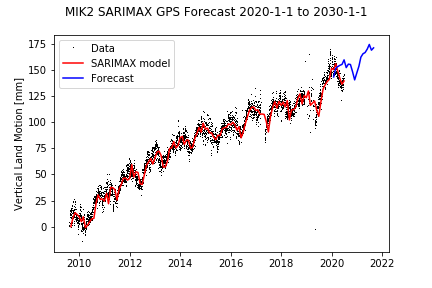 MIK2 SARIMAX GPS Forecast 2020-1-1 to 2030-1-1
Vertical Land Motion [mm]
175
150
125
100
75
50
25
0
Data
SARIMAX model
Forecast
2010 2012 2014 2016 2018 2020 2022